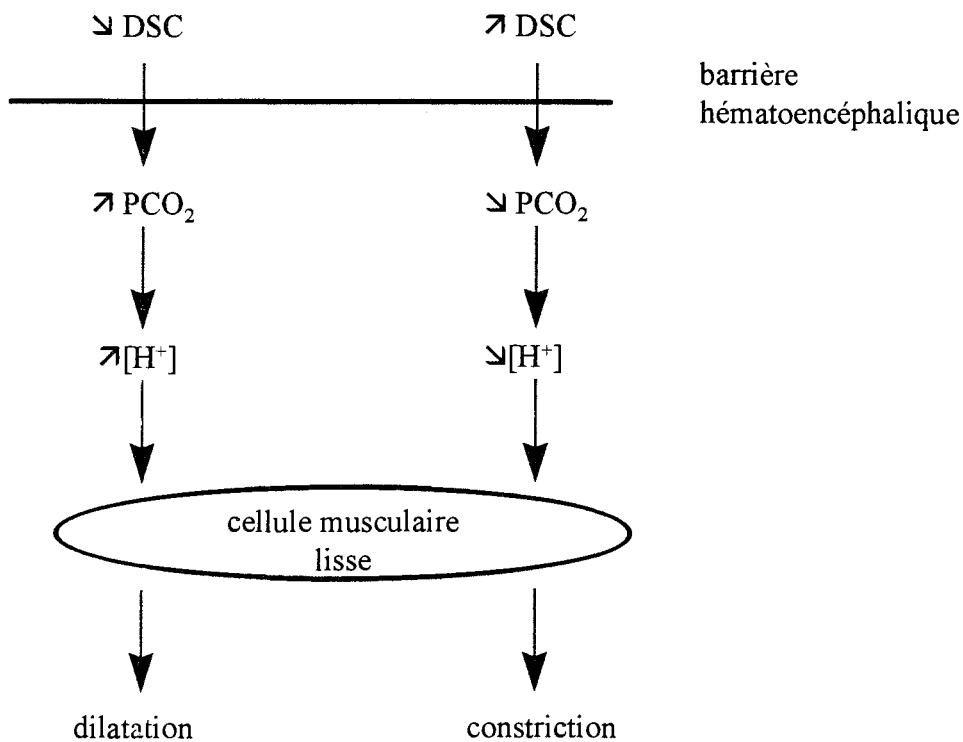 ↘ DSC
↗ DSC
barrière
hématoencéphalique
↗ PCO₂
↘ PCO₂
↗[H⁺]
↘[H⁺]
cellule musculaire
lisse
dilatation
constriction